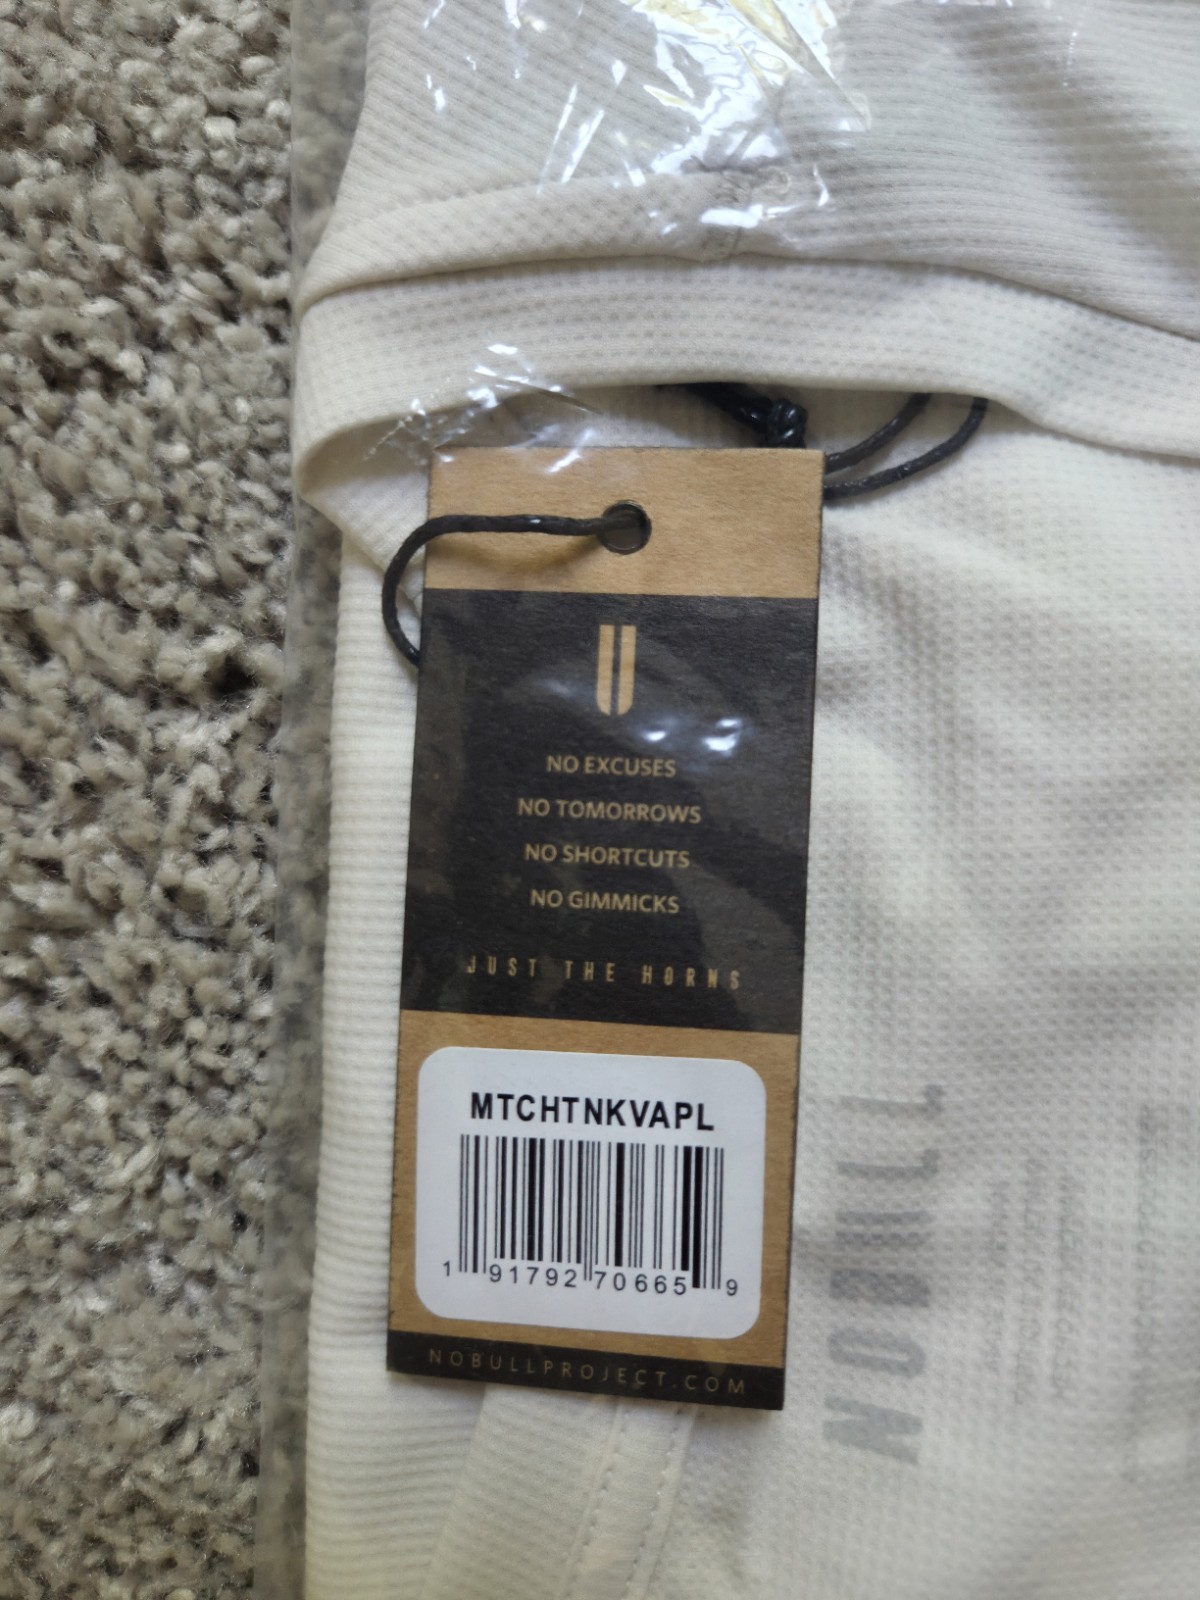 NO EXCUSES
NO TOMORROWS
NO SHORTCUTS
NO GIMMICKS
JUST THE HORNS
MTCHTNKVAPL
1 91792 70665 9
NOBULLPROJECT.COM
NOBULL